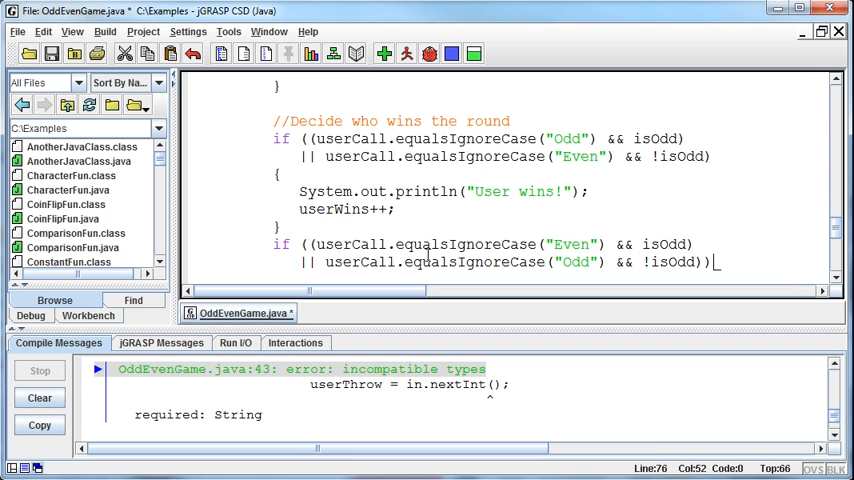 File: OddEvenGame.java * C:\Examples - jGRASP CSD (Java)
File Edit View Build Project Settings Tools Window Help
All Files Sort By Na...
C:\Examples
AnotherJavaClass.class
AnotherJavaClass.java
CharacterFun.class
CharacterFun.java
CoinFlipFun.class
CoinFlipFun.java
ComparisonFun.class
ComparisonFun.java
ConstantFun.class
Browse Find
Debug Workbench
}
//Decide who wins the round
if ((userCall.equalsIgnoreCase("Odd") && isOdd)
|| userCall.equalsIgnoreCase("Even") && !isOdd)
{
System.out.println("User wins!");
userWins++;
}
if ((userCall.equalsIgnoreCase("Even") && isOdd)
|| userCall.equalsIgnoreCase("Odd") && !isOdd))
OddEvenGame.java *
Compile Messages jGRASP Messages Run I/O Interactions
Stop
Clear
Copy
OddEvenGame.java:43: error: incompatible types
userThrow = in.nextInt();
^
required: String
Line:76 Col:52 Code:0 Top:66 OVS BLK